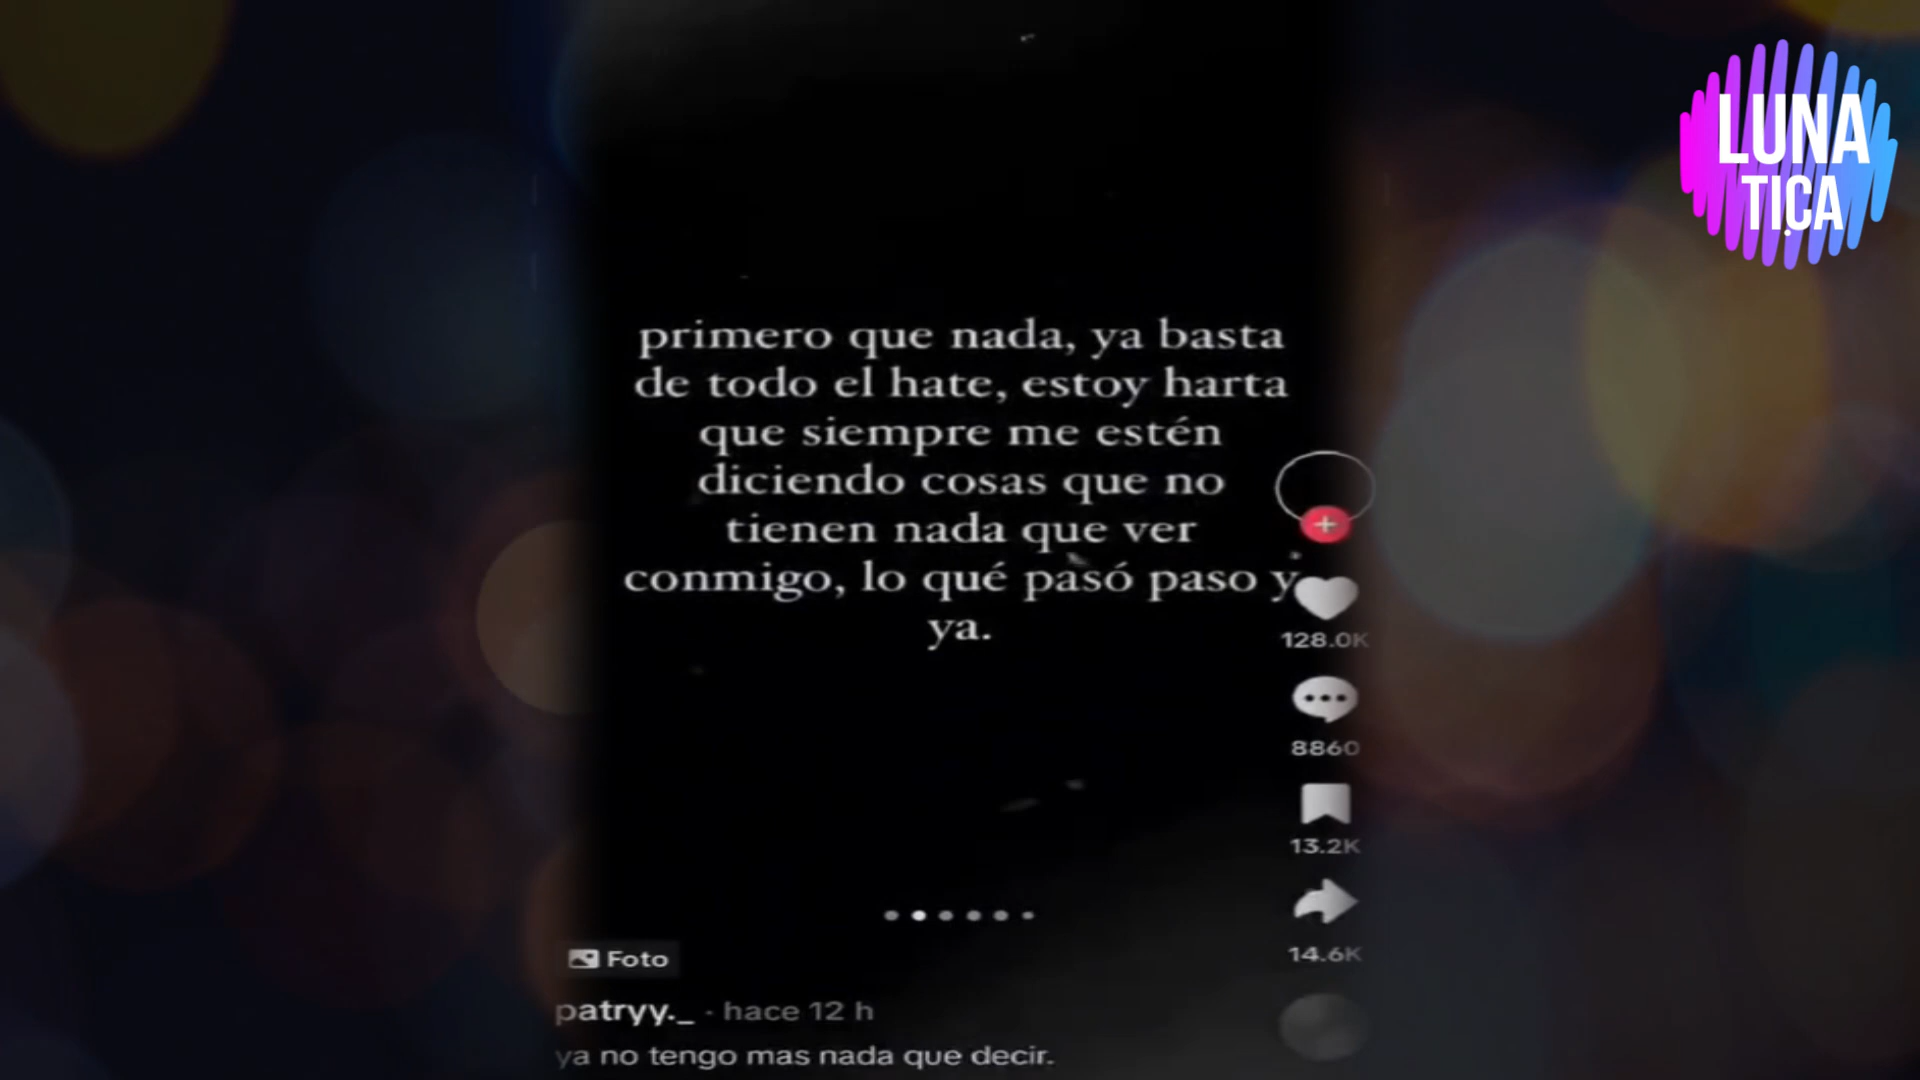 LUNA
TICA
primero que nada, ya basta
de todo el hate, estoy harta
que siempre me estén
diciendo cosas que no
tienen nada que ver
conmigo, lo qué pasó paso y
ya.
128.0K
8860
13.2K
14.6K
Foto
patryy._ · hace 12 h
ya no tengo mas nada que decir.